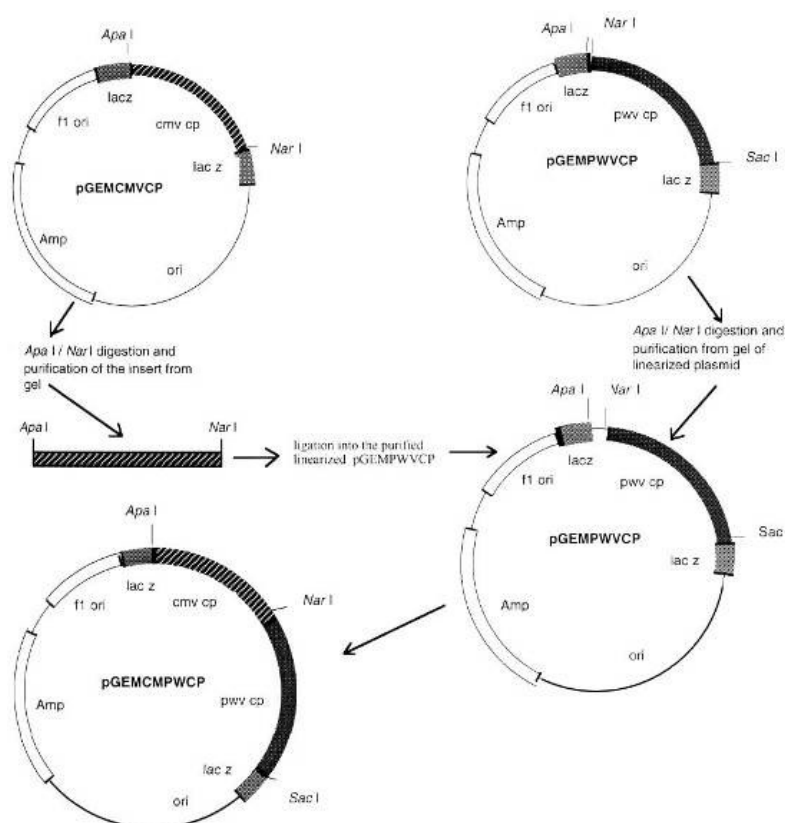 Apa I
lacz
f1 ori
cmv cp
Nar I
lac z
pGEMCMVCP
Amp
ori
Apa I
Nar I
lacz
f1 ori
pwv cp
Sac I
pGEMPWVCP
lac z
Amp
ori
Apa I / Nar I digestion and
purification of the insert from
gel
Apa I/ Nar I digestion and
purification from gel of
linearized plasmid
Apa I
Nar I
ligation into the purified
linearized pGEMPWVCP
Apa I
Var I
lacz
f1 ori
pwv cp
pGEMPWVCP
Sac
lac z
Amp
ori
Apa I
lac z
f1 ori
cmv cp
Nar I
pGEMCMPWCP
Amp
pwv cp
lac z
ori
Sac I